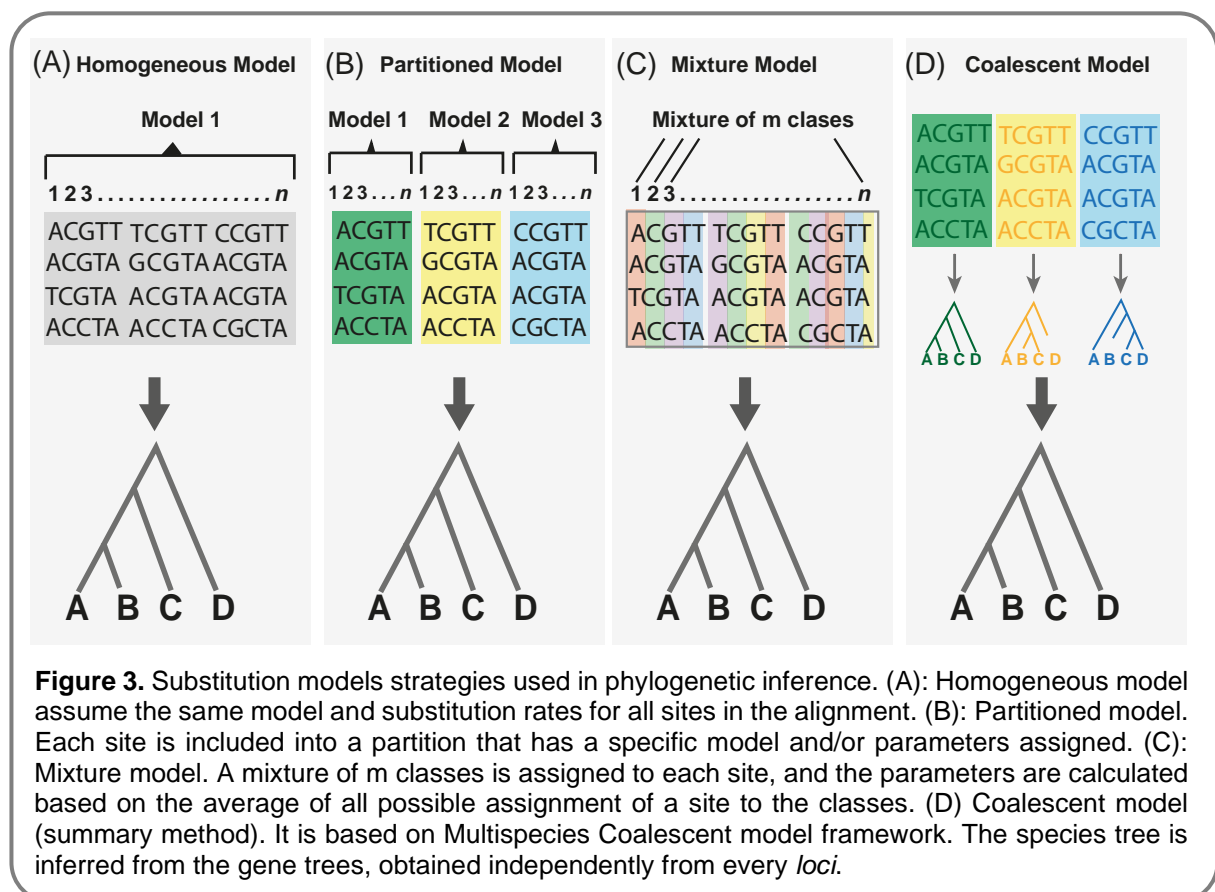 (A) Homogeneous Model
Model 1
1 2 3 . . . . . . . . . . . . . . . . . n
ACGTT TCGTT CCGTT
ACGTA GCGTA ACGTA
TCGTA ACGTA ACGTA
ACCTA ACCTA CGCTA
A B C D
(B) Partitioned Model
Model 1 Model 2 Model 3
1 2 3 . . . n 1 2 3 . . . n 1 2 3 . . . n
ACGTT TCGTT CCGTT
ACGTA GCGTA ACGTA
TCGTA ACGTA ACGTA
ACCTA ACCTA CGCTA
A B C D
(C) Mixture Model
Mixture of m clases
1 2 3 . . . . . . . . . . . . . . . . . n
ACGTT TCGTT CCGTT
ACGTA GCGTA ACGTA
TCGTA ACGTA ACGTA
ACCTA ACCTA CGCTA
A B C D
(D) Coalescent Model
ACGTT TCGTT CCGTT
ACGTA GCGTA ACGTA
TCGTA ACGTA ACGTA
ACCTA ACCTA CGCTA
A B C D A B C D A B C D
A B C D
Figure 3. Substitution models strategies used in phylogenetic inference. (A): Homogeneous model
assume the same model and substitution rates for all sites in the alignment. (B): Partitioned model.
Each site is included into a partition that has a specific model and/or parameters assigned. (C):
Mixture model. A mixture of m classes is assigned to each site, and the parameters are calculated
based on the average of all possible assignment of a site to the classes. (D) Coalescent model
(summary method). It is based on Multispecies Coalescent model framework. The species tree is
inferred from the gene trees, obtained independently from every loci.